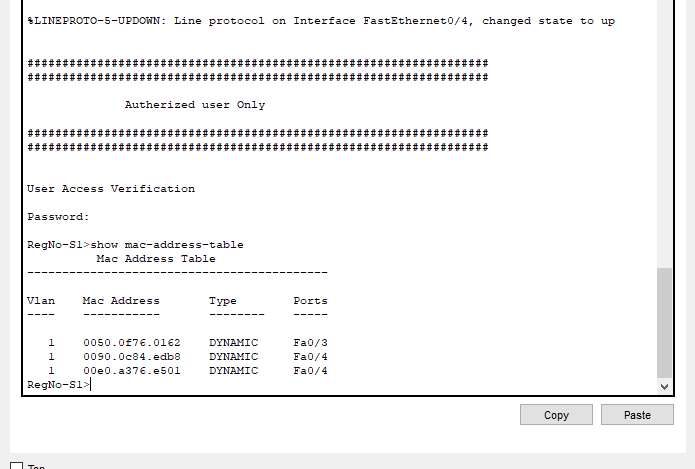 %LINEPROTO-5-UPDOWN: Line protocol on Interface FastEthernet0/4, changed state to up
##################################################################
##################################################################
Autherized user Only
##################################################################
##################################################################
User Access Verification
Password:
RegNo-S1>show mac-address-table
Mac Address Table
-------------------------------------------
Vlan    Mac Address       Type        Ports
----    -----------       --------    -----
1    0050.0f76.0162    DYNAMIC     Fa0/3
1    0090.0c84.edb8    DYNAMIC     Fa0/4
1    00e0.a376.e501    DYNAMIC     Fa0/4
RegNo-S1>
Copy    Paste
Top